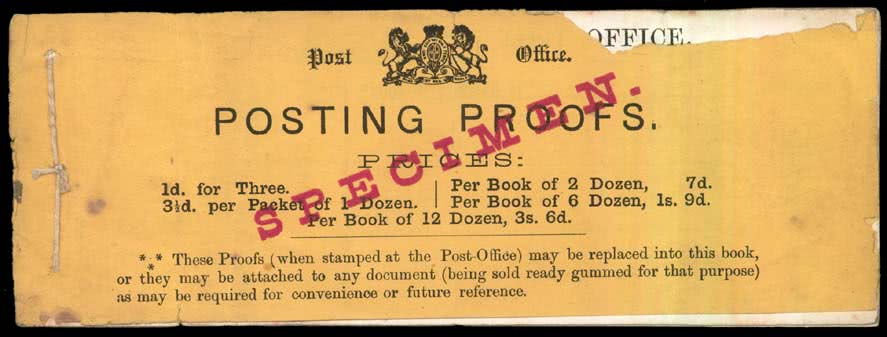 Post Office.
OFFICE.
POSTING PROOFS.
SPECIMEN.
PRICES:
1d. for Three.
3½d. per Packet of 1 Dozen.
Per Book of 2 Dozen, 7d.
Per Book of 6 Dozen, 1s. 9d.
Per Book of 12 Dozen, 3s. 6d.
*** These Proofs (when stamped at the Post-Office) may be replaced into this book,
or they may be attached to any document (being sold ready gummed for that purpose)
as may be required for convenience or future reference.